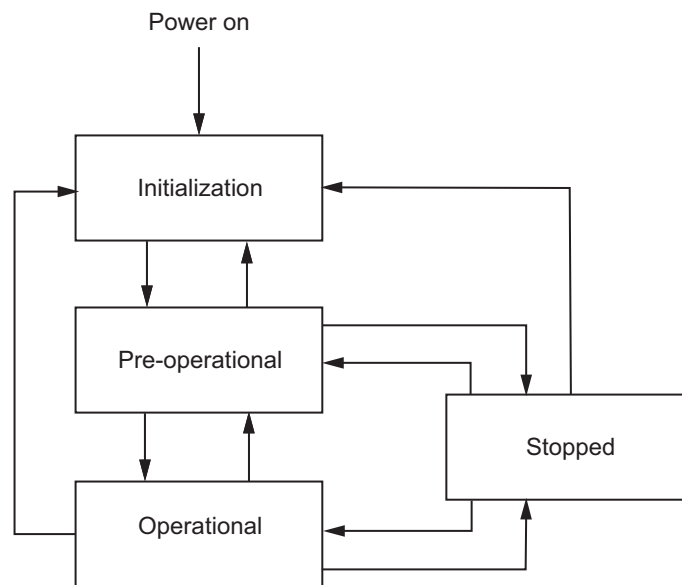 Power on
Initialization
Pre-operational
Stopped
Operational